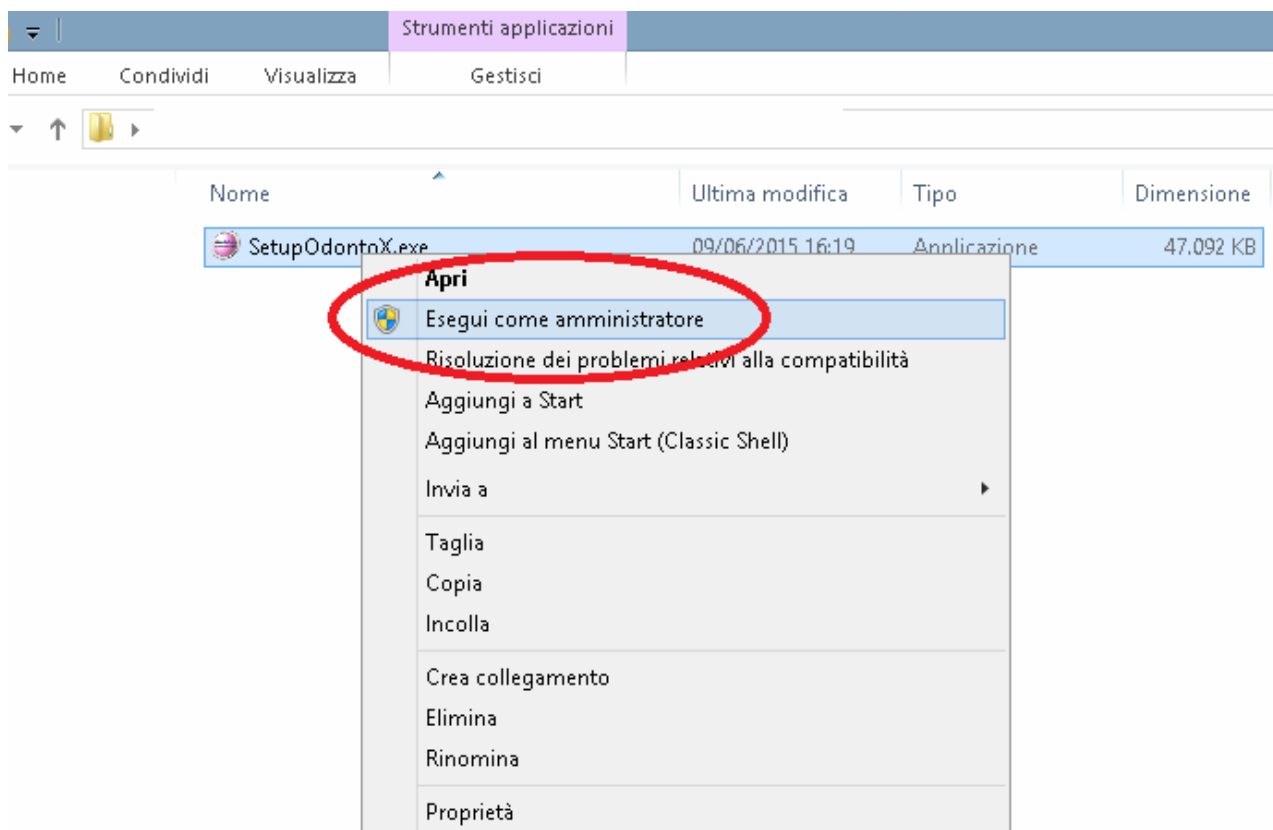 Strumenti applicazioni
Home Condividi Visualizza Gestisci
Nome Ultima modifica Tipo Dimensione
SetupOdontoX.exe 09/06/2015 16:19 Applicazione 47.092 KB
Apri
Esegui come amministratore
Risoluzione dei problemi relativi alla compatibilità
Aggiungi a Start
Aggiungi al menu Start (Classic Shell)
Invia a
Taglia
Copia
Incolla
Crea collegamento
Elimina
Rinomina
Proprietà